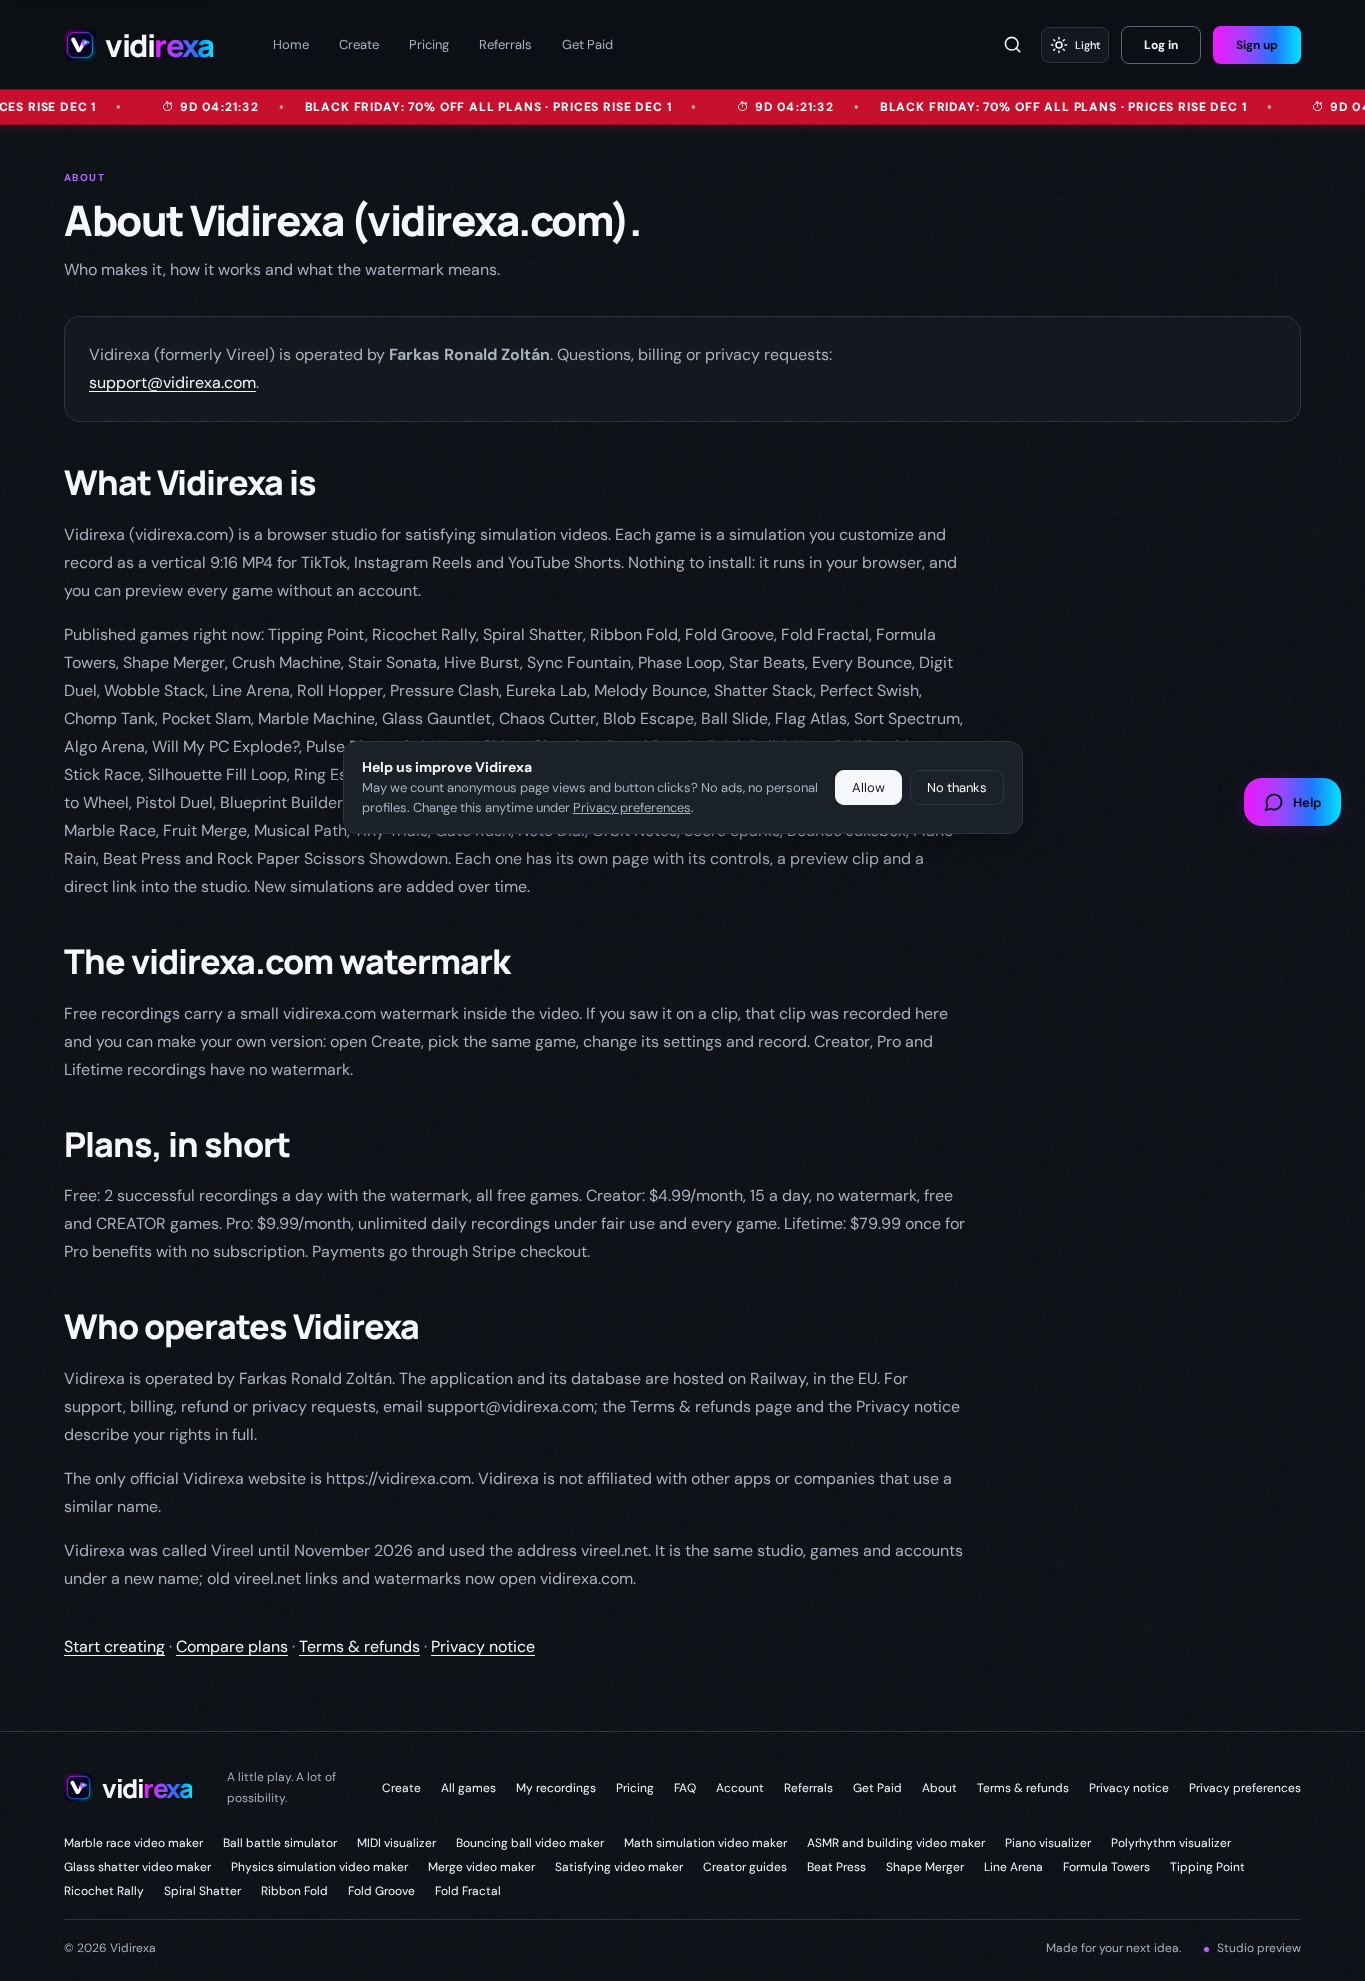 vidirexa
Home Create Pricing Referrals Get Paid Light Log in Sign up
CES RISE DEC 1 • 9D 04:21:32 • BLACK FRIDAY: 70% OFF ALL PLANS · PRICES RISE DEC 1 • 9D 04:21:32 • BLACK FRIDAY: 70% OFF ALL PLANS · PRICES RISE DEC 1 • 9D 04
ABOUT
About Vidirexa (vidirexa.com).
Who makes it, how it works and what the watermark means.
Vidirexa (formerly Vireel) is operated by Farkas Ronald Zoltán. Questions, billing or privacy requests:
support@vidirexa.com.
What Vidirexa is
Vidirexa (vidirexa.com) is a browser studio for satisfying simulation videos. Each game is a simulation you customize and
record as a vertical 9:16 MP4 for TikTok, Instagram Reels and YouTube Shorts. Nothing to install: it runs in your browser, and
you can preview every game without an account.
Published games right now: Tipping Point, Ricochet Rally, Spiral Shatter, Ribbon Fold, Fold Groove, Fold Fractal, Formula
Towers, Shape Merger, Crush Machine, Stair Sonata, Hive Burst, Sync Fountain, Phase Loop, Star Beats, Every Bounce, Digit
Duel, Wobble Stack, Line Arena, Roll Hopper, Pressure Clash, Eureka Lab, Melody Bounce, Shatter Stack, Perfect Swish,
Chomp Tank, Pocket Slam, Marble Machine, Glass Gauntlet, Chaos Cutter, Blob Escape, Ball Slide, Flag Atlas, Sort Spectrum,
Algo Arena, Will My PC Explode?, Pulse
Stick Race, Silhouette Fill Loop, Ring Es
to Wheel, Pistol Duel, Blueprint Builder
Marble Race, Fruit Merge, Musical Path,
Rain, Beat Press and Rock Paper Scissors Showdown. Each one has its own page with its controls, a preview clip and a
direct link into the studio. New simulations are added over time.
Help us improve Vidirexa
May we count anonymous page views and button clicks? No ads, no personal
profiles. Change this anytime under Privacy preferences.
Allow No thanks
Help
The vidirexa.com watermark
Free recordings carry a small vidirexa.com watermark inside the video. If you saw it on a clip, that clip was recorded here
and you can make your own version: open Create, pick the same game, change its settings and record. Creator, Pro and
Lifetime recordings have no watermark.
Plans, in short
Free: 2 successful recordings a day with the watermark, all free games. Creator: $4.99/month, 15 a day, no watermark, free
and CREATOR games. Pro: $9.99/month, unlimited daily recordings under fair use and every game. Lifetime: $79.99 once for
Pro benefits with no subscription. Payments go through Stripe checkout.
Who operates Vidirexa
Vidirexa is operated by Farkas Ronald Zoltán. The application and its database are hosted on Railway, in the EU. For
support, billing, refund or privacy requests, email support@vidirexa.com; the Terms & refunds page and the Privacy notice
describe your rights in full.
The only official Vidirexa website is https://vidirexa.com. Vidirexa is not affiliated with other apps or companies that use a
similar name.
Vidirexa was called Vireel until November 2026 and used the address vireel.net. It is the same studio, games and accounts
under a new name; old vireel.net links and watermarks now open vidirexa.com.
Start creating · Compare plans · Terms & refunds · Privacy notice
vidirexa
A little play. A lot of
possibility.
Create All games My recordings Pricing FAQ Account Referrals Get Paid About Terms & refunds Privacy notice Privacy preferences
Marble race video maker Ball battle simulator MIDI visualizer Bouncing ball video maker Math simulation video maker ASMR and building video maker Piano visualizer Polyrhythm visualizer
Glass shatter video maker Physics simulation video maker Merge video maker Satisfying video maker Creator guides Beat Press Shape Merger Line Arena Formula Towers Tipping Point
Ricochet Rally Spiral Shatter Ribbon Fold Fold Groove Fold Fractal
© 2026 Vidirexa Made for your next idea. Studio preview